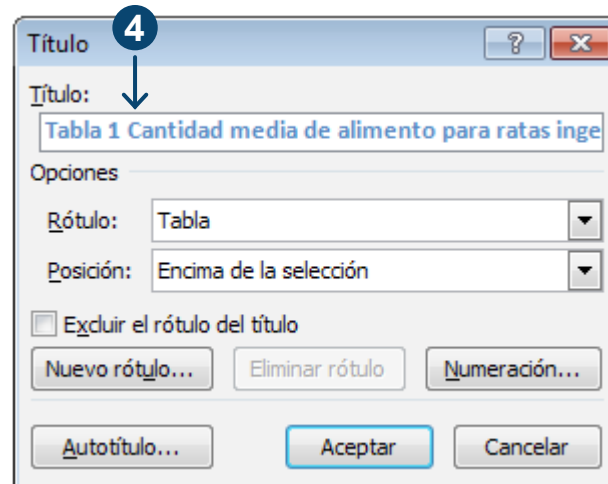 4
Título
Título:
Tabla 1 Cantidad media de alimento para ratas inge
Opciones
Rótulo: Tabla
Posición: Encima de la selección
Excluir el rótulo del título
Nuevo rótulo... Eliminar rótulo Numeración...
Autotítulo... Aceptar Cancelar